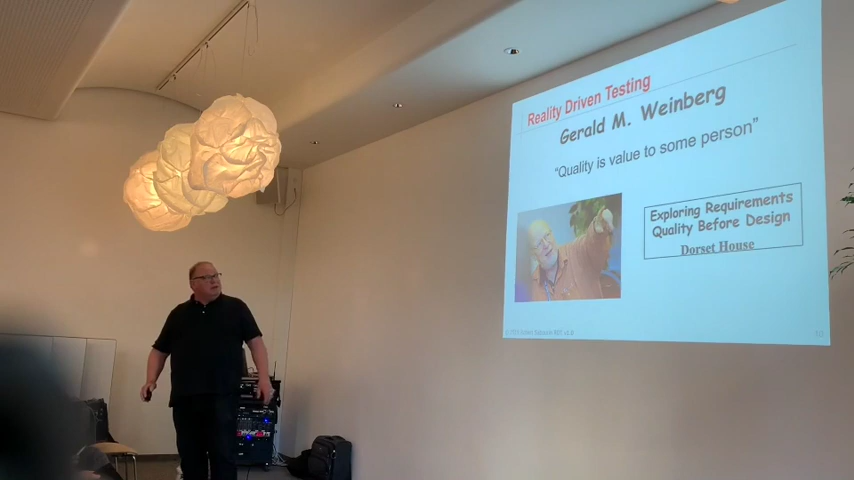 Reality Driven Testing
Gerald M. Weinberg
“Quality is value to some person”
Exploring Requirements
Quality Before Design
Dorset House